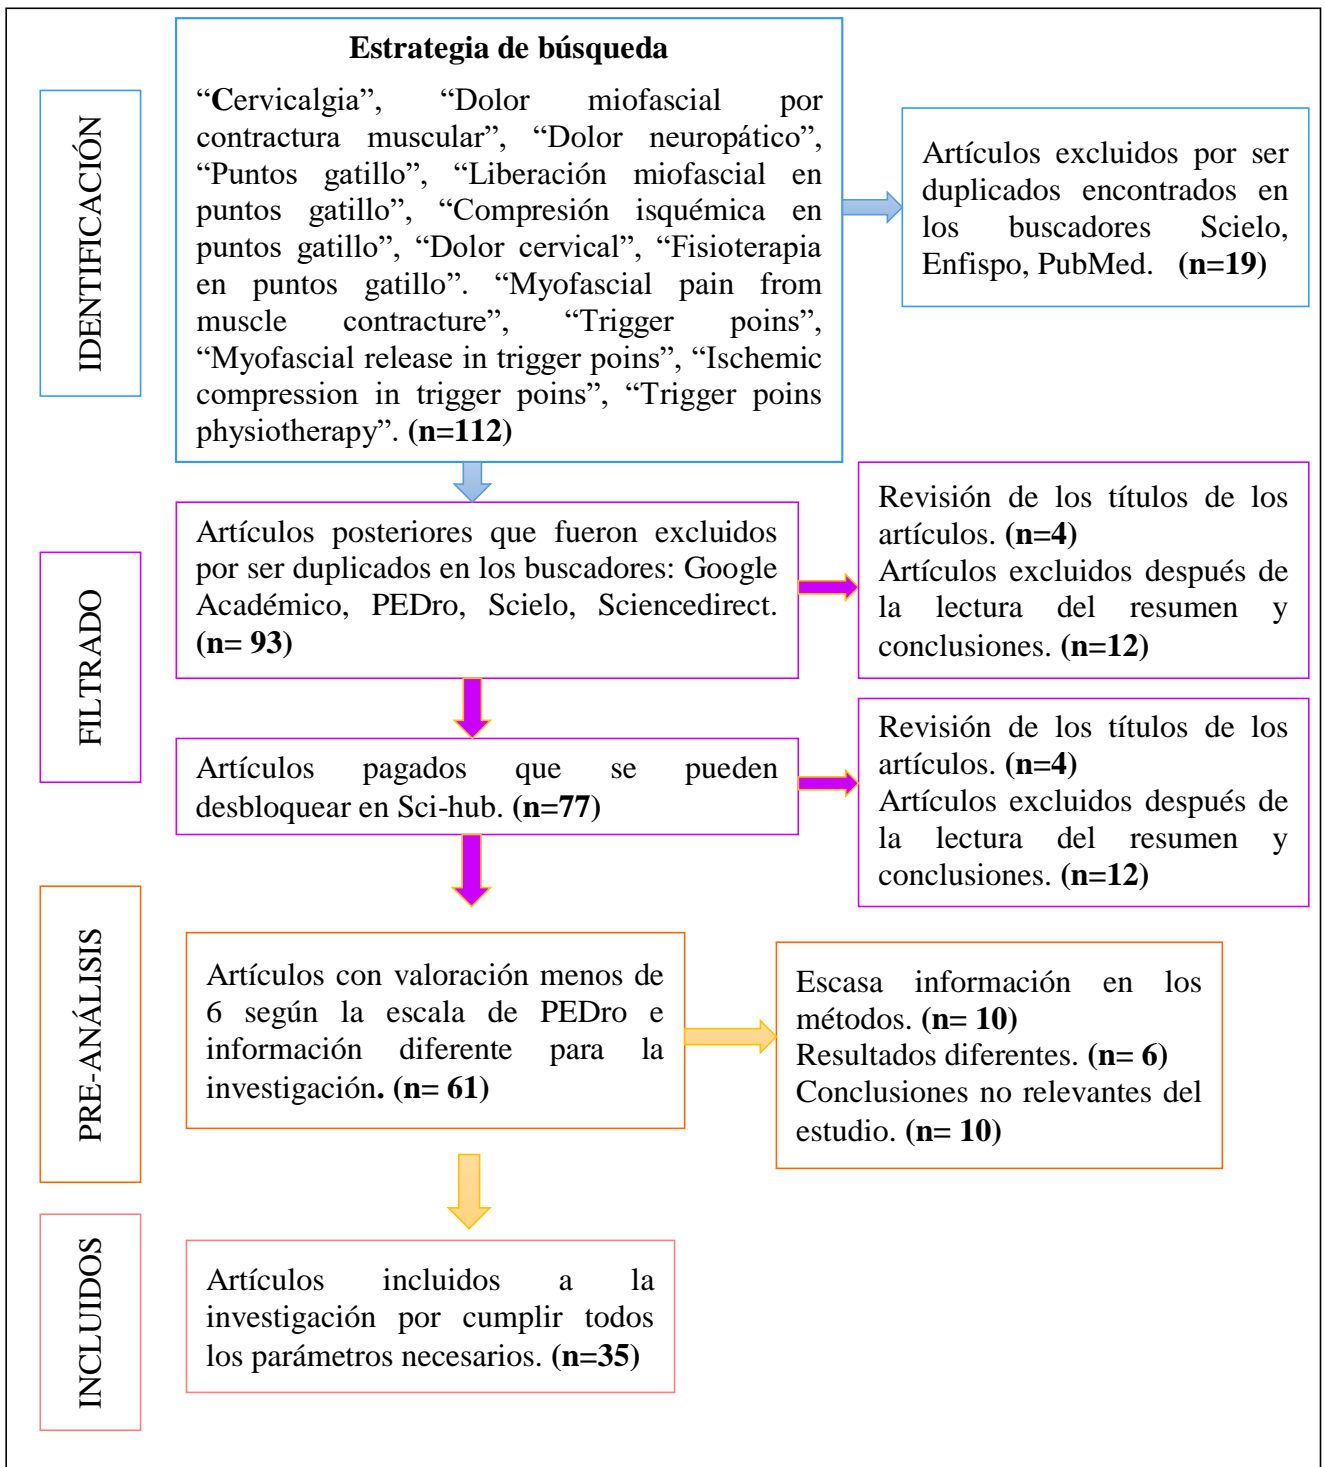 IDENTIFICACIÓN
Estrategia de búsqueda
“Cervicalgia”, “Dolor miofascial por
contractura muscular”, “Dolor neuropático”,
“Puntos gatillo”, “Liberación miofascial en
puntos gatillo”, “Compresión isquémica en
puntos gatillo”, “Dolor cervical”, “Fisioterapia
en puntos gatillo”. “Myofascial pain from
muscle contracture”, “Trigger poins”,
“Myofascial release in trigger poins”, “Ischemic
compression in trigger poins”, “Trigger poins
physiotherapy”. (n=112)
Artículos excluidos por ser
duplicados encontrados en
los buscadores Scielo,
Enfispo, PubMed. (n=19)
FILTRADO
Artículos posteriores que fueron excluidos
por ser duplicados en los buscadores: Google
Académico, PEDro, Scielo, Sciencedirect.
(n= 93)
Revisión de los títulos de los
artículos. (n=4)
Artículos excluidos después de
la lectura del resumen y
conclusiones. (n=12)
Artículos pagados que se pueden
desbloquear en Sci-hub. (n=77)
Revisión de los títulos de los
artículos. (n=4)
Artículos excluidos después de
la lectura del resumen y
conclusiones. (n=12)
PRE-ANÁLISIS
Artículos con valoración menos de
6 según la escala de PEDro e
información diferente para la
investigación. (n= 61)
Escasa información en los
métodos. (n= 10)
Resultados diferentes. (n= 6)
Conclusiones no relevantes del
estudio. (n= 10)
INCLUIDOS
Artículos incluidos a la
investigación por cumplir todos
los parámetros necesarios. (n=35)